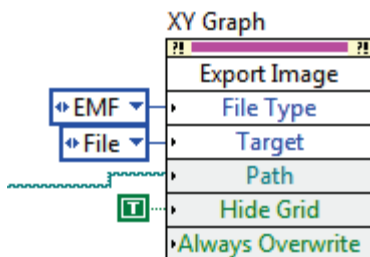 XY Graph
?! ?!
Export Image
EMF File Type
File Target
Path
T Hide Grid
Always Overwrite